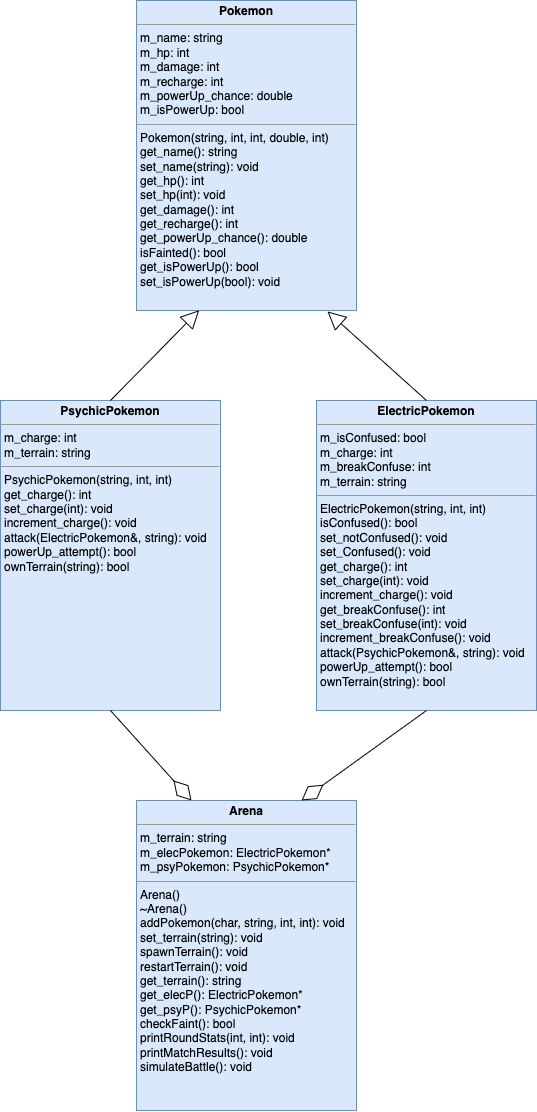 Pokemon
m_name: string
m_hp: int
m_damage: int
m_recharge: int
m_powerUp_chance: double
m_isPowerUp: bool
Pokemon(string, int, int, double, int)
get_name(): string
set_name(string): void
get_hp(): int
set_hp(int): void
get_damage(): int
get_recharge(): int
get_powerUp_chance(): double
isFainted(): bool
get_isPowerUp(): bool
set_isPowerUp(bool): void
PsychicPokemon
m_charge: int
m_terrain: string
PsychicPokemon(string, int, int)
get_charge(): int
set_charge(int): void
increment_charge(): void
attack(ElectricPokemon&, string): void
powerUp_attempt(): bool
ownTerrain(string): bool
ElectricPokemon
m_isConfused: bool
m_charge: int
m_breakConfuse: int
m_terrain: string
ElectricPokemon(string, int, int)
isConfused(): bool
set_notConfused(): void
set_Confused(): void
get_charge(): int
set_charge(int): void
increment_charge(): void
get_breakConfuse(): int
set_breakConfuse(int): void
increment_breakConfuse(): void
attack(PsychicPokemon&, string): void
powerUp_attempt(): bool
ownTerrain(string): bool
Arena
m_terrain: string
m_elecPokemon: ElectricPokemon*
m_psyPokemon: PsychicPokemon*
Arena()
~Arena()
addPokemon(char, string, int, int): void
set_terrain(string): void
spawnTerrain(): void
restartTerrain(): void
get_terrain(): string
get_elecP(): ElectricPokemon*
get_psyP(): PsychicPokemon*
checkFaint(): bool
printRoundStats(int, int): void
printMatchResults(): void
simulateBattle(): void